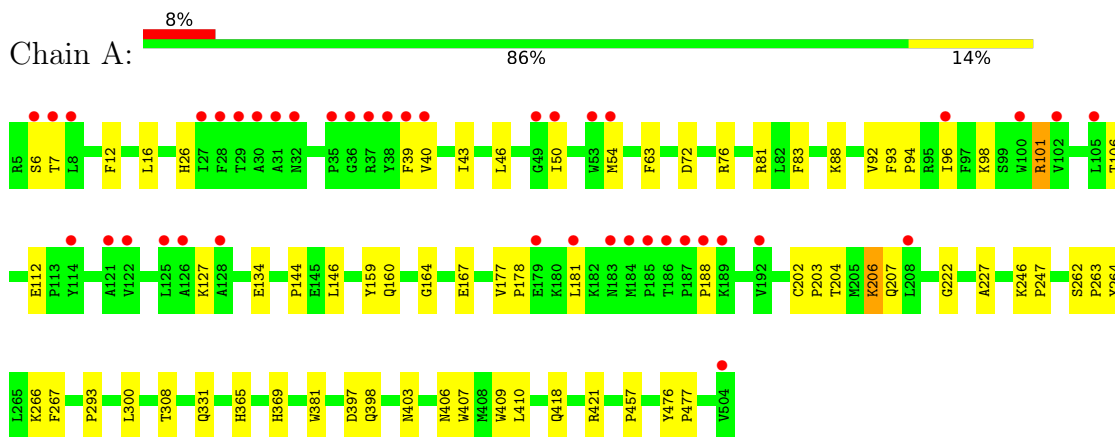 8%
Chain A:
86% 14%
R5 S6 T7 L8 F12 L16 H26 I27 F28 T29 A30 A31 N32 P35 G36 R37 Y38 F39 V40 I43 L46 G49 I50 W53 M54 F63 D72 R76 R81 L82 F83 K88 V92 F93 P94 R95 I96 F97 K98 S99 W100 R101 V102 L105 T106
E112 P113 Y114 A121 V122 L125 A126 K127 A128 E134 P144 E145 L146 Y159 Q160 G164 E167 V177 P178 E179 K180 L181 K182 N183 M184 P185 T186 P187 P188 K189 V192 C202 P203 T204 M205 K206 Q207 L208 G222 A227 K246 P247 S262 P263 Y264
L265 K266 F267 P293 L300 T308 Q331 H365 H369 W381 D397 Q398 N403 N406 W407 M408 W409 L410 Q418 R421 P457 Y476 P477 V504